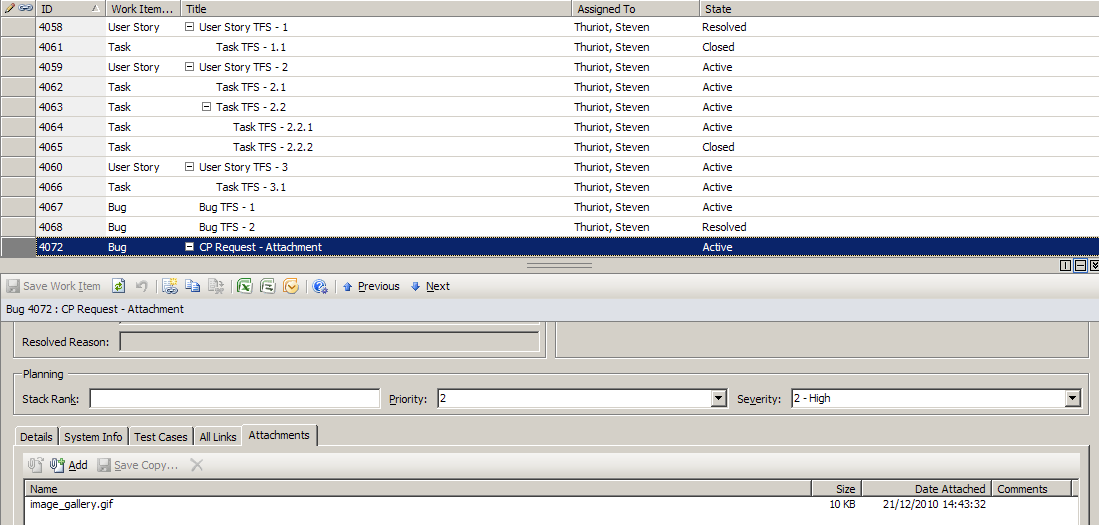 ID Work Item... Title Assigned To State
4058 User Story User Story TFS - 1 Thuriot, Steven Resolved
4061 Task Task TFS - 1.1 Thuriot, Steven Closed
4059 User Story User Story TFS - 2 Thuriot, Steven Active
4062 Task Task TFS - 2.1 Thuriot, Steven Active
4063 Task Task TFS - 2.2 Thuriot, Steven Active
4064 Task Task TFS - 2.2.1 Thuriot, Steven Active
4065 Task Task TFS - 2.2.2 Thuriot, Steven Closed
4060 User Story User Story TFS - 3 Thuriot, Steven Active
4066 Task Task TFS - 3.1 Thuriot, Steven Active
4067 Bug Bug TFS - 1 Thuriot, Steven Active
4068 Bug Bug TFS - 2 Thuriot, Steven Resolved
4072 Bug CP Request - Attachment Active
Save Work Item Previous Next
Bug 4072 : CP Request - Attachment
Resolved Reason:
Planning
Stack Rank: Priority: 2 Severity: 2 - High
Details System Info Test Cases All Links Attachments
Add Save Copy...
Name Size Date Attached Comments
image_gallery.gif 10 KB 21/12/2010 14:43:32